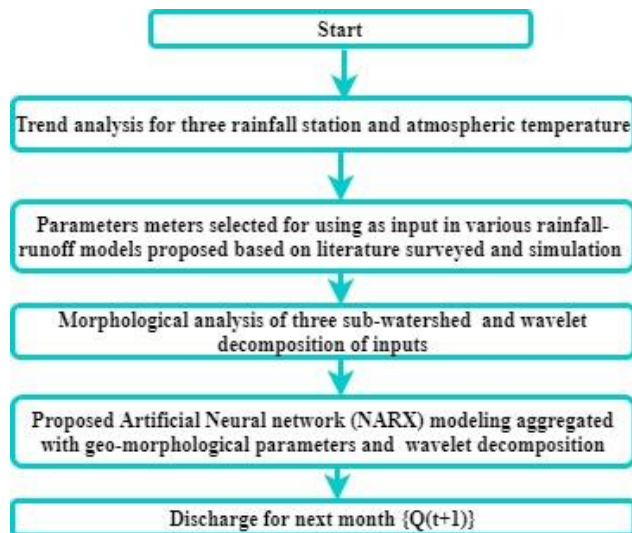 Start
Trend analysis for three rainfall station and atmospheric temperature
Parameters meters selected for using as input in various rainfall-
runoff models proposed based on literature surveyed and simulation
Morphological analysis of three sub-watershed and wavelet
decomposition of inputs
Proposed Artificial Neural network (NARX) modeling aggregated
with geo-morphological parameters and wavelet decomposition
Discharge for next month {Q(t+1)}